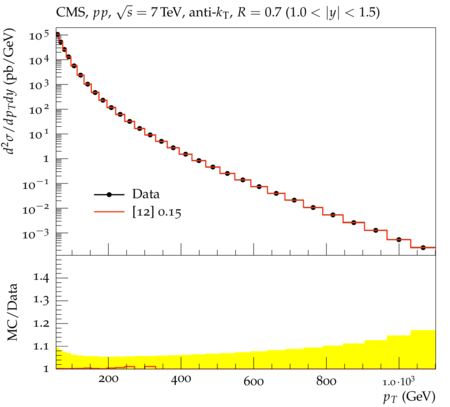 CMS, pp, √s = 7 TeV, anti-kT, R = 0.7 (1.0 < |y| < 1.5)
d²σ/dpTdy (pb/GeV)
10⁵
10⁴
10³
10²
10¹
1
10⁻¹
10⁻²
10⁻³
Data
[12] 0.15
MC/Data
1.4
1.3
1.2
1.1
1
200 400 600 800 1.0·10³
pT (GeV)